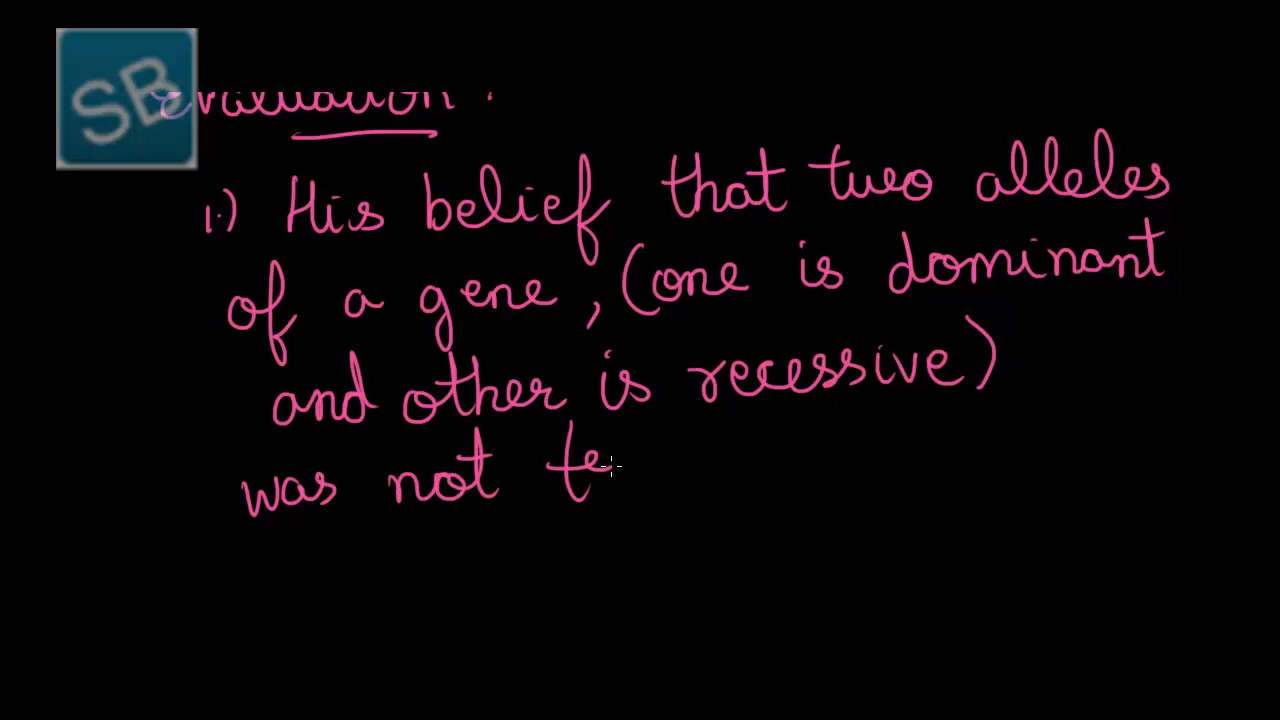 SB
evaluation :
1.) His belief that two alleles
of a gene, (one is dominant
and other is recessive)
was not te